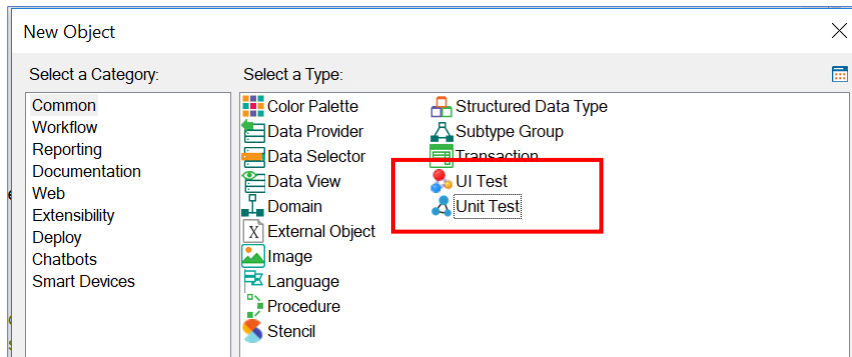 New Object
Select a Category:
Common
Workflow
Reporting
Documentation
Web
Extensibility
Deploy
Chatbots
Smart Devices
Select a Type:
Color Palette
Data Provider
Data Selector
Data View
Domain
External Object
Image
Language
Procedure
Stencil
Structured Data Type
Subtype Group
Transaction
UI Test
Unit Test